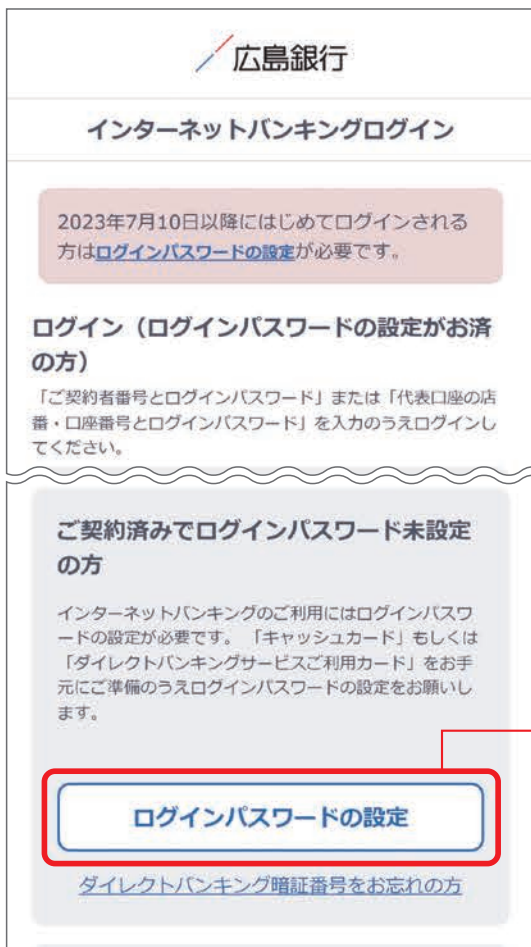 広島銀行
インターネットバンキングログイン
2023年7月10日以降にはじめてログインされる
方はログインパスワードの設定が必要です。
ログイン（ログインパスワードの設定がお済
の方）
「ご契約者番号とログインパスワード」または「代表口座の店
番・口座番号とログインパスワード」を入力のうえログインし
てください。
ご契約済みでログインパスワード未設定
の方
インターネットバンキングのご利用にはログインパスワ
ードの設定が必要です。「キャッシュカード」もしくは
「ダイレクトバンキングサービスご利用カード」をお手
元にご準備のうえログインパスワードの設定をお願いし
ます。
ログインパスワードの設定
ダイレクトバンキング暗証番号をお忘れの方